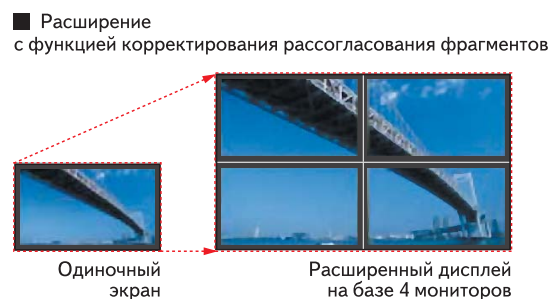 Расширение
с функцией корректирования рассогласования фрагментов
Одиночный
экран
Расширенный дисплей
на базе 4 мониторов